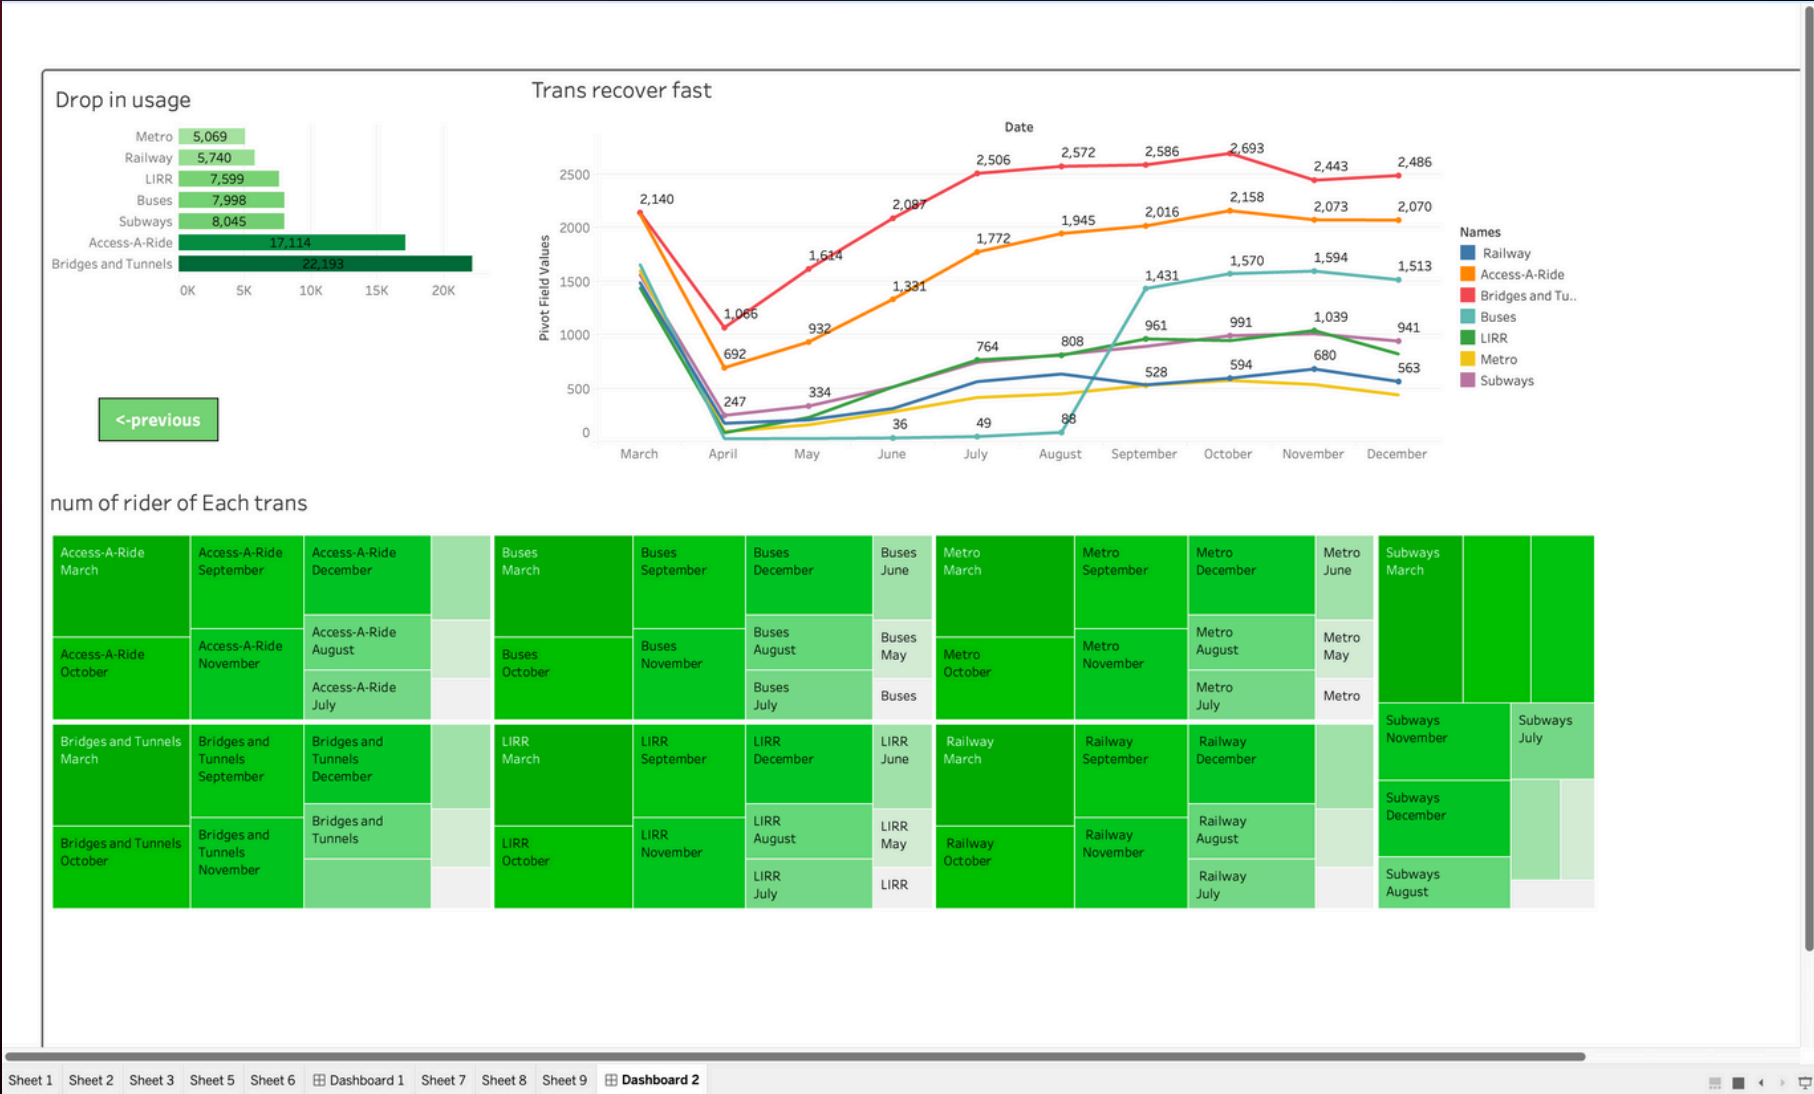 Drop in usage
Metro 5,069
Railway 5,740
LIRR 7,599
Buses 7,998
Subways 8,045
Access-A-Ride 17,114
Bridges and Tunnels 22,193
0K 5K 10K 15K 20K
<-previous
Trans recover fast
Date
Pivot Field Values
2500
2000
1500
1000
500
0
2,140
1,066
1,614
2,087
2,506
2,572
2,586
2,693
2,443
2,486
692
932
1,331
1,772
1,945
2,016
2,158
2,073
2,070
1,431
1,570
1,594
1,513
247
334
764
808
961
991
1,039
941
528
594
680
563
36
49
88
March April May June July August September October November December
Names
Railway
Access-A-Ride
Bridges and Tu..
Buses
LIRR
Metro
Subways
num of rider of Each trans
Access-A-Ride
March
Access-A-Ride
October
Access-A-Ride
September
Access-A-Ride
November
Access-A-Ride
December
Access-A-Ride
August
Access-A-Ride
July
Buses
March
Buses
October
Buses
September
Buses
November
Buses
December
Buses
August
Buses
July
Buses
June
Buses
May
Buses
Metro
March
Metro
October
Metro
September
Metro
November
Metro
December
Metro
August
Metro
July
Metro
June
Metro
May
Metro
Subways
March
Subways
November
Subways
December
Subways
August
Subways
July
Bridges and Tunnels
March
Bridges and Tunnels
October
Bridges and
Tunnels
September
Bridges and
Tunnels
November
Bridges and
Tunnels
December
Bridges and
Tunnels
LIRR
March
LIRR
October
LIRR
September
LIRR
November
LIRR
December
LIRR
August
LIRR
July
LIRR
June
LIRR
May
LIRR
Railway
March
Railway
October
Railway
September
Railway
November
Railway
December
Railway
August
Railway
July
Sheet 1 Sheet 2 Sheet 3 Sheet 5 Sheet 6 Dashboard 1 Sheet 7 Sheet 8 Sheet 9 Dashboard 2